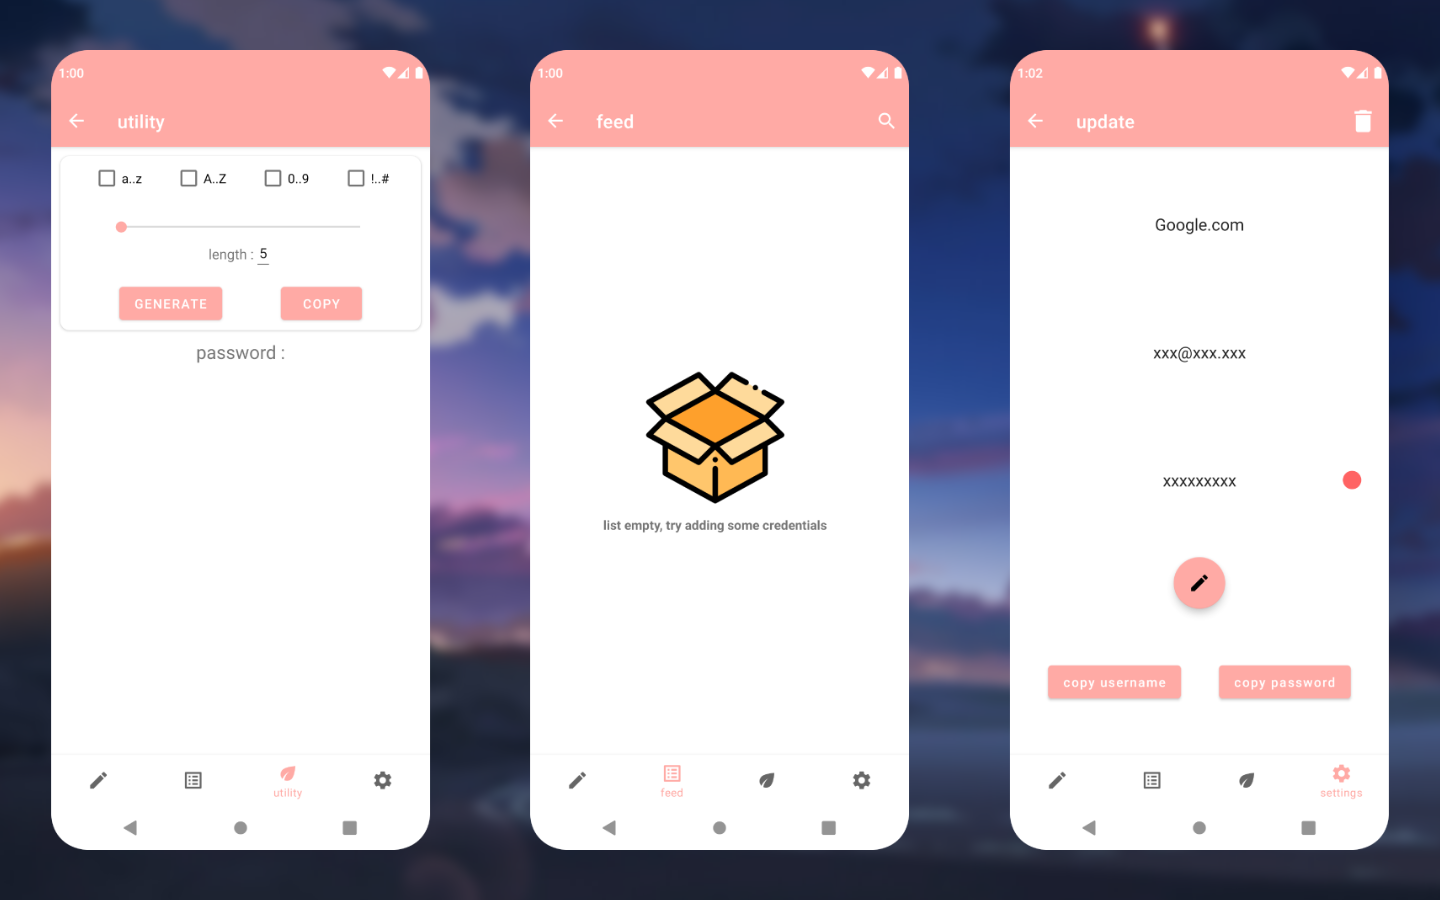 1:00
utility
a..z A..Z 0..9 !..#
length : 5
GENERATE COPY
password :
utility
1:00
feed
list empty, try adding some credentials
feed
1:02
update
Google.com
xxx@xxx.xxx
xxxxxxxxx
copy username copy password
settings